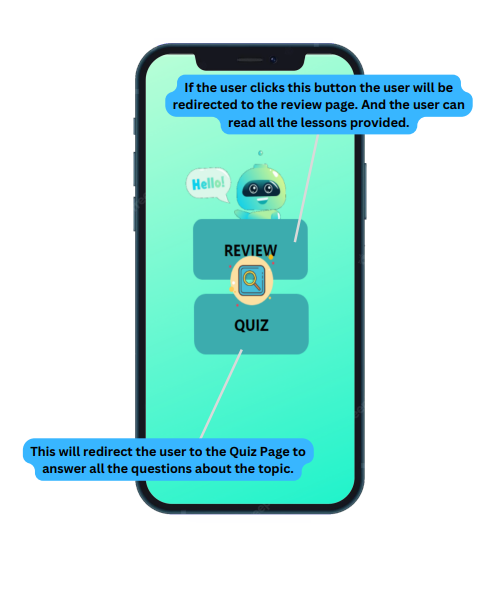 If the user clicks this button the user will be
redirected to the review page. And the user can
read all the lessons provided.
Hello!
REVIEW
QUIZ
This will redirect the user to the Quiz Page to
answer all the questions about the topic.